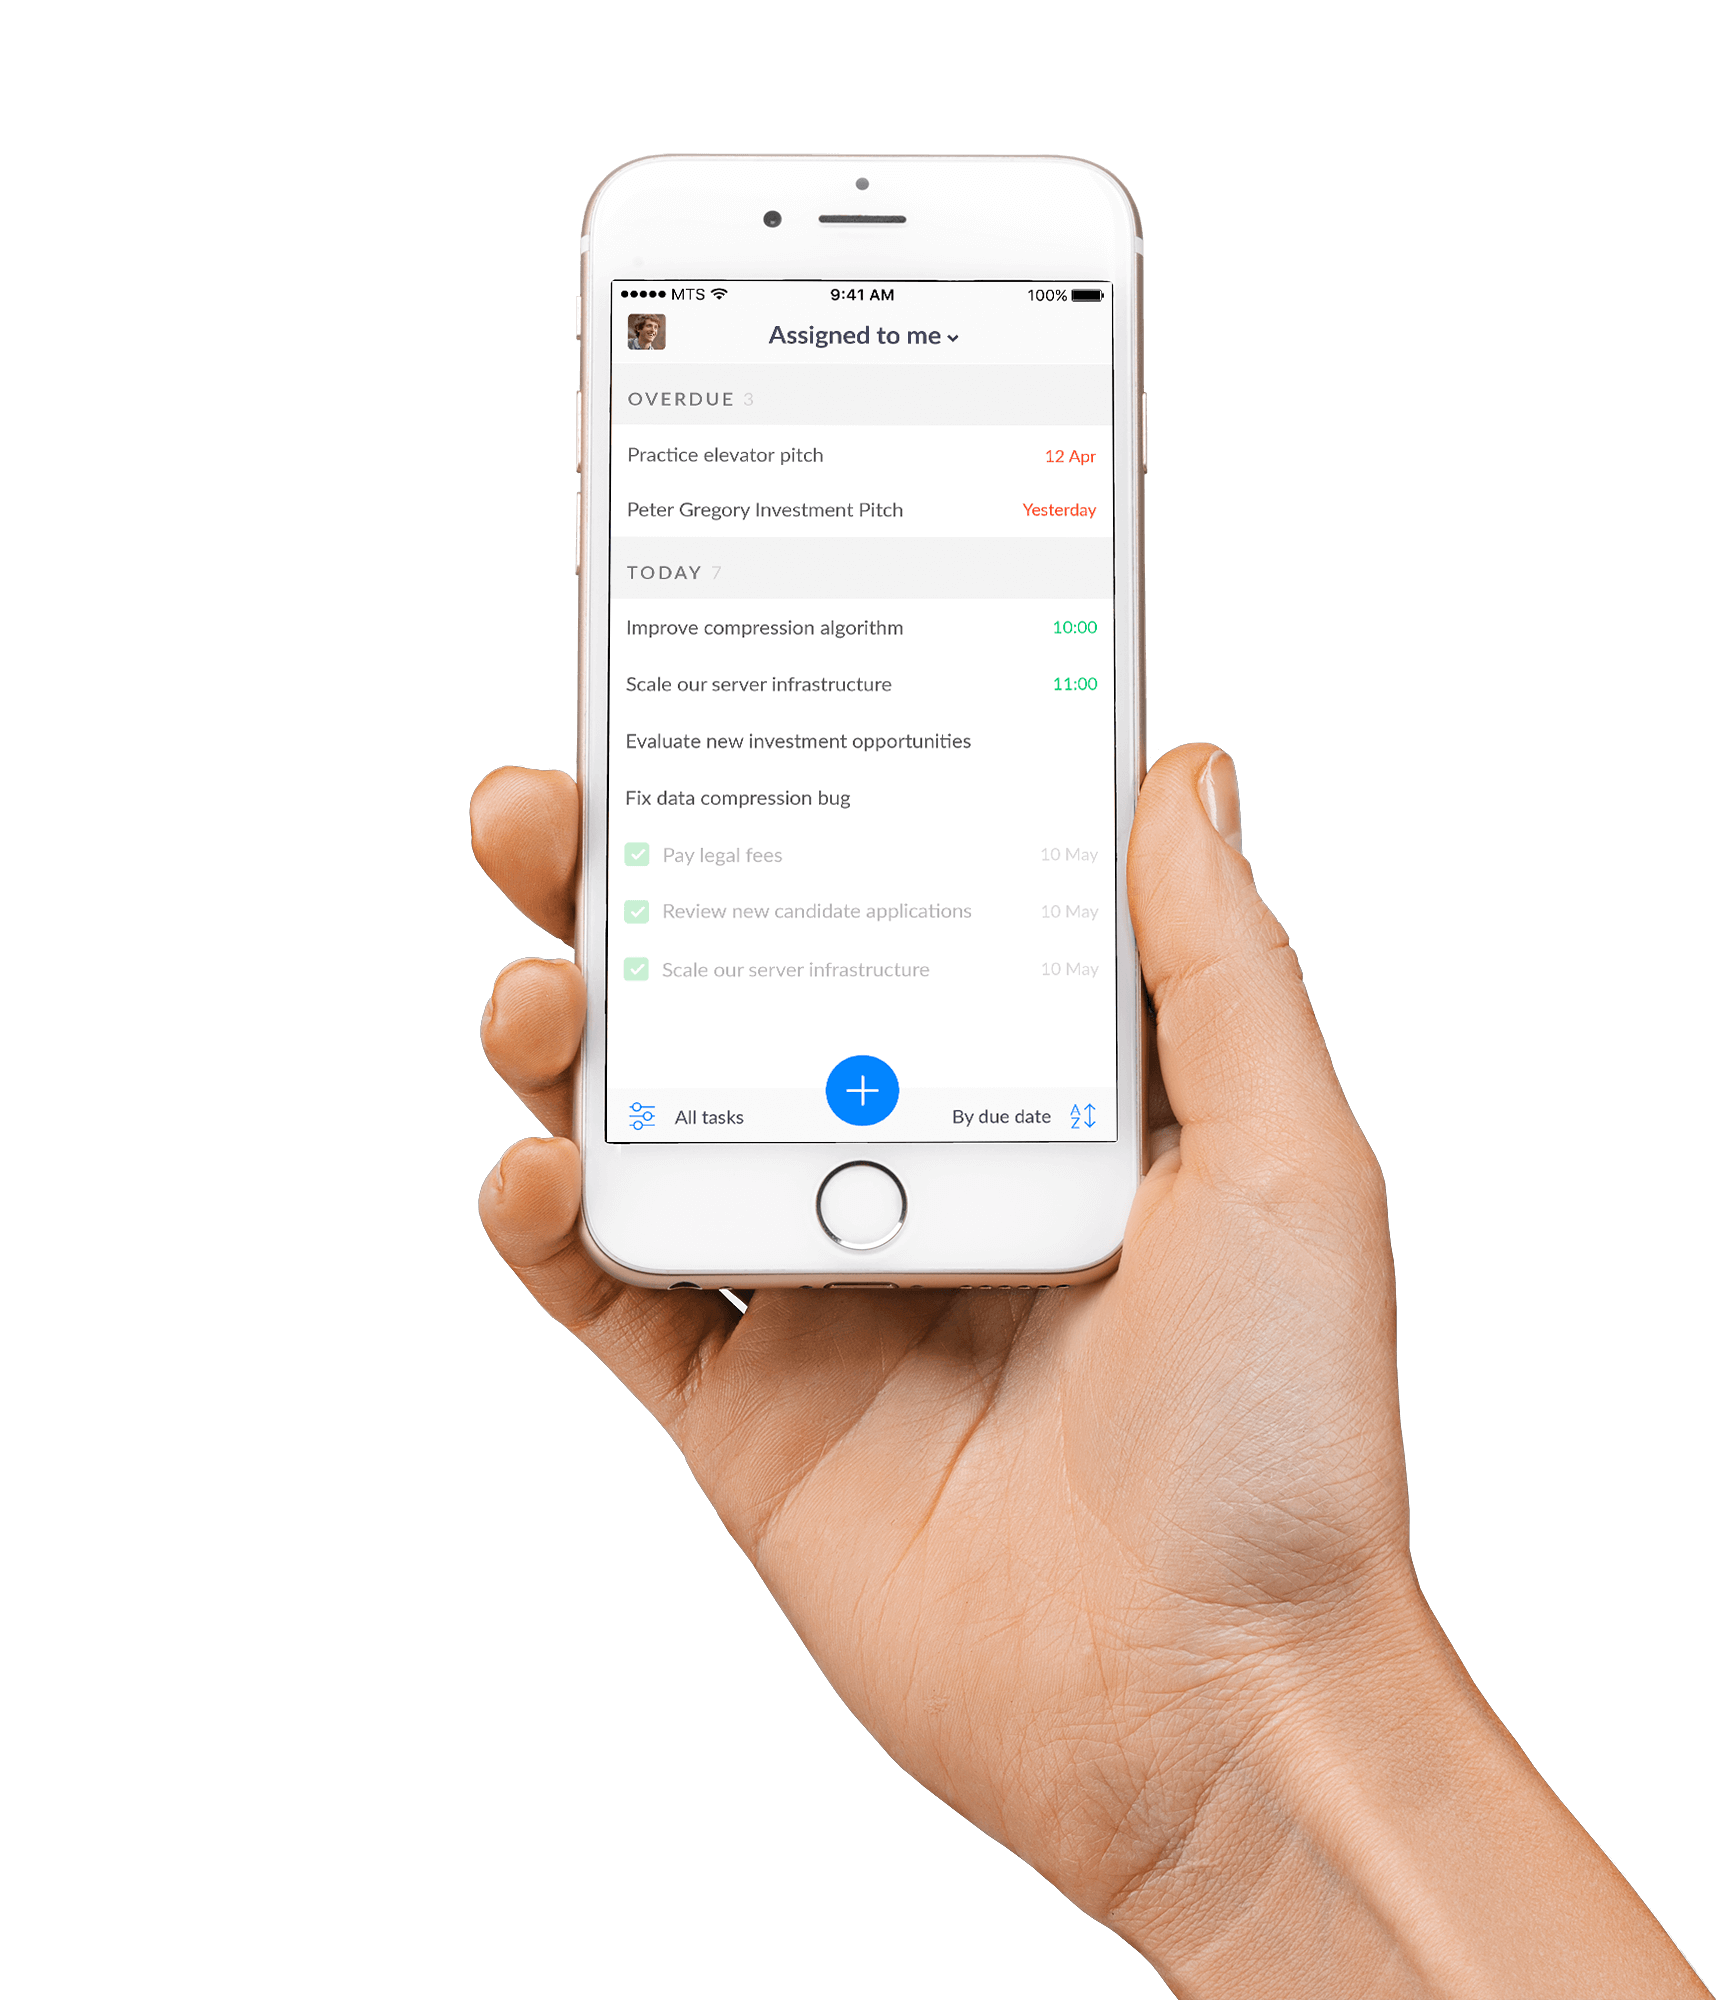 MTS 9:41 AM 100%
Assigned to me
OVERDUE 3
Practice elevator pitch 12 Apr
Peter Gregory Investment Pitch Yesterday
TODAY 7
Improve compression algorithm 10:00
Scale our server infrastructure 11:00
Evaluate new investment opportunities
Fix data compression bug
Pay legal fees 10 May
Review new candidate applications 10 May
Scale our server infrastructure 10 May
All tasks By due date A
Z